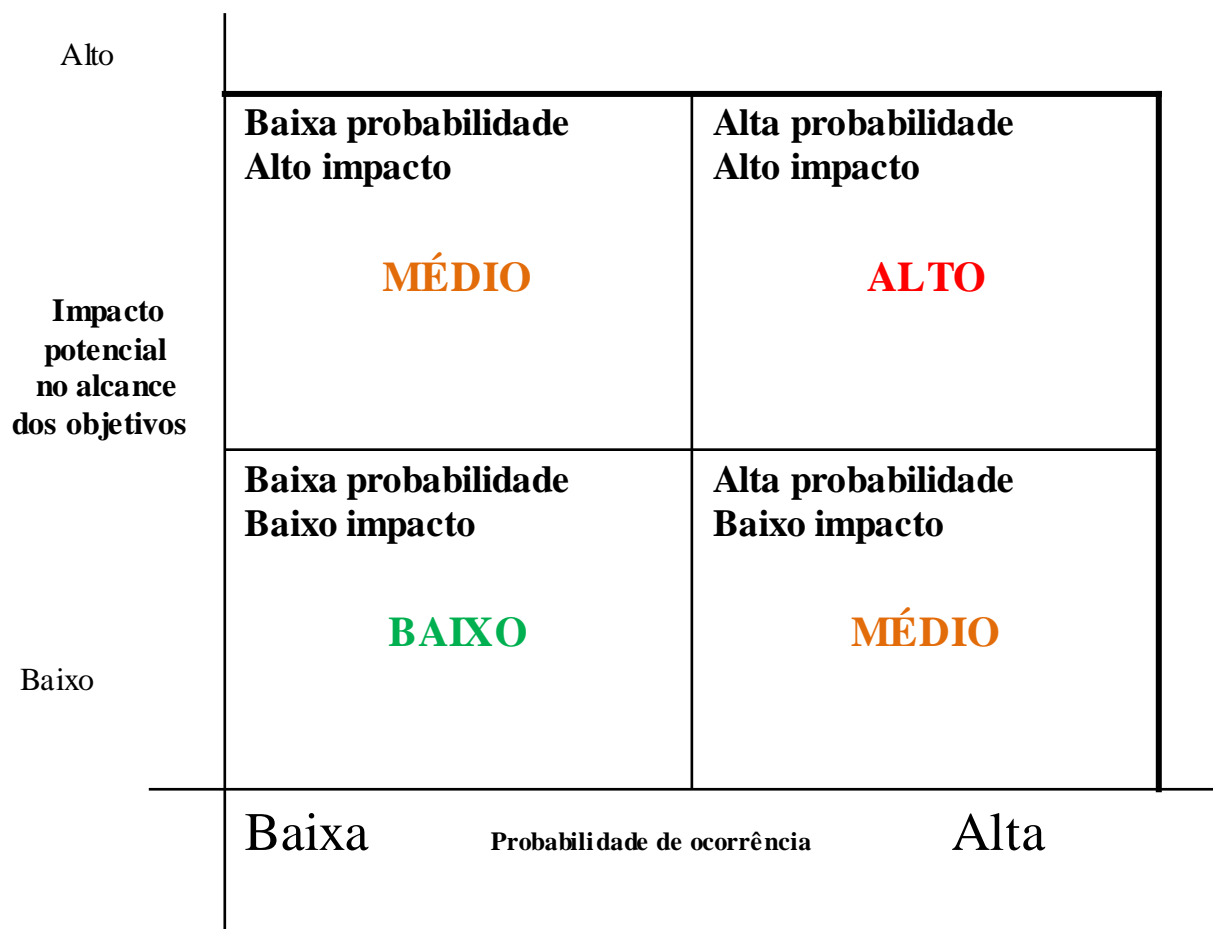 Alto
Baixa probabilidade
Alto impacto
MÉDIO
Alta probabilidade
Alto impacto
ALTO
Impacto
potencial
no alcance
dos objetivos
Baixa probabilidade
Baixo impacto
BAIXO
Alta probabilidade
Baixo impacto
MÉDIO
Baixo
Baixa
Probabilidade de ocorrência
Alta